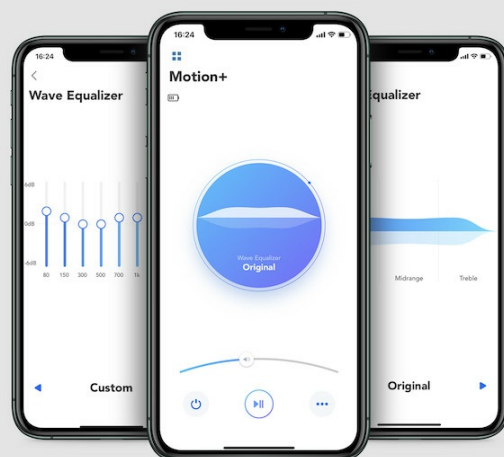 16:24
Wave Equalizer
6dB
0dB
-6dB
80 150 300 500 700 1k
Custom
16:24
Motion+
Wave Equalizer
Original
qualizer
Midrange Treble
Original